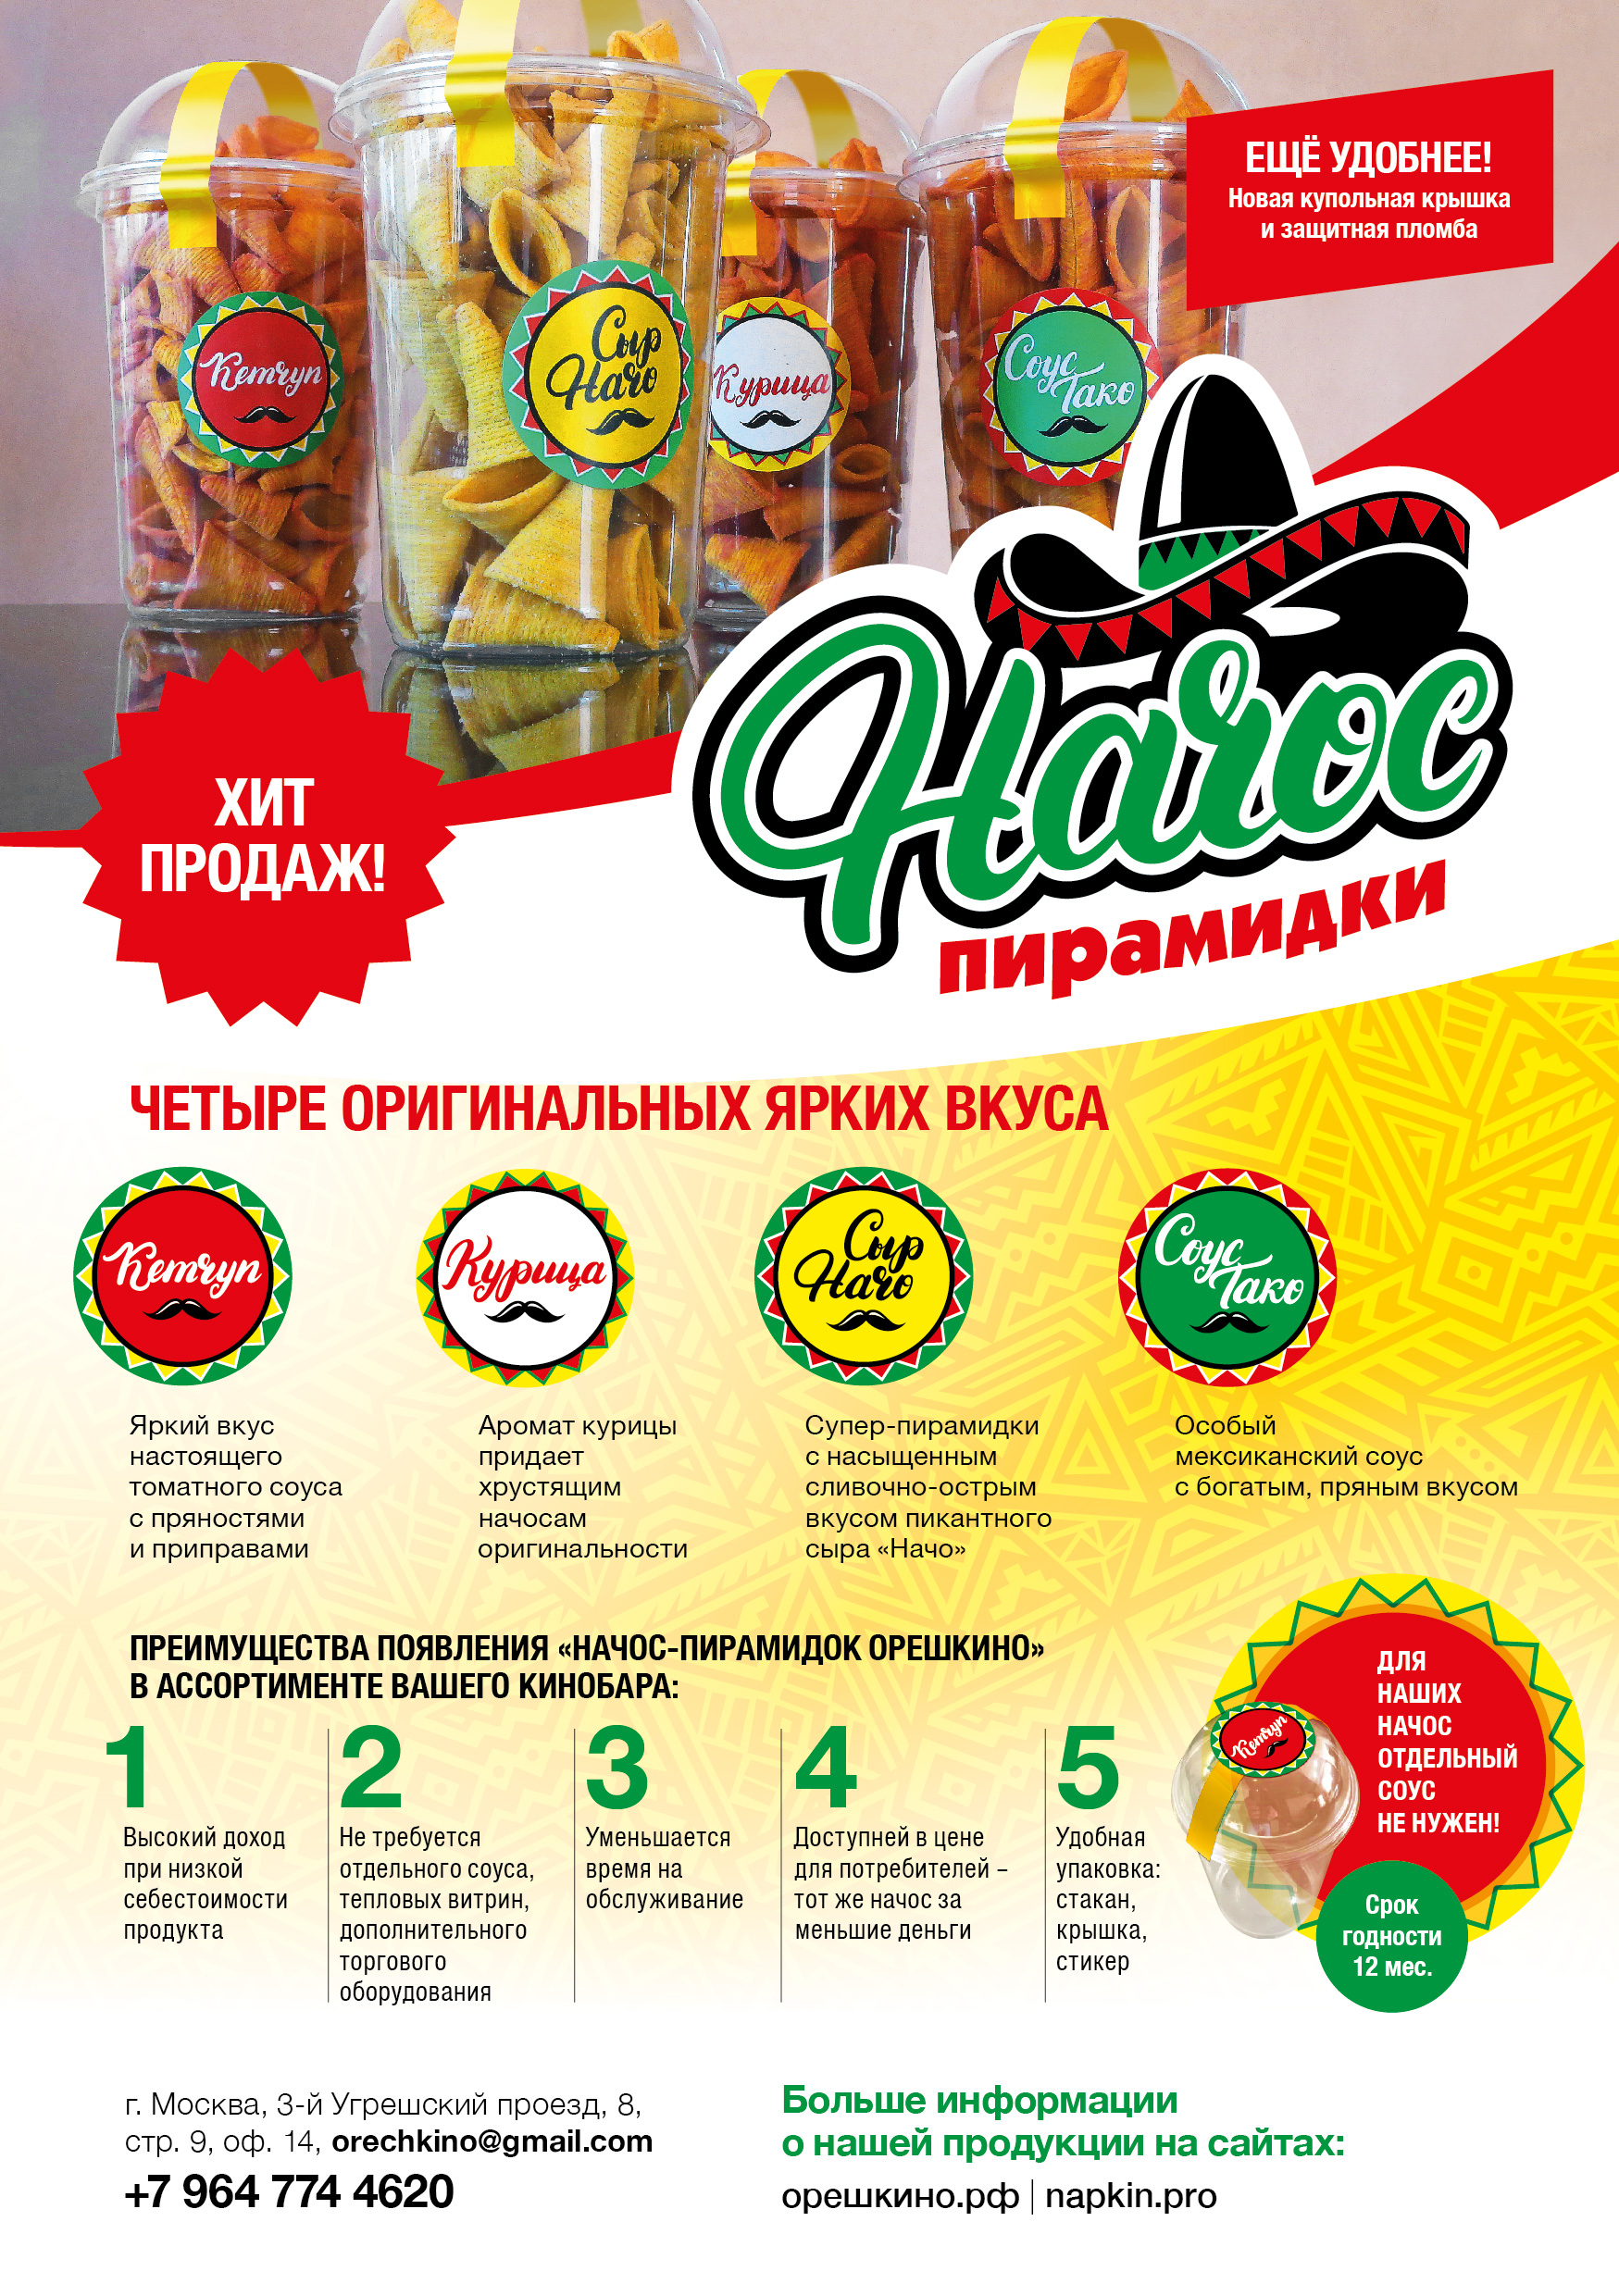 ЕЩЁ УДОБНЕЕ!
Новая купольная крышка
и защитная пломба
Кетчуп
Сыр
Начо
Курица
Соус
Тако
Начос
пирамидки
ХИТ
ПРОДАЖ!
ЧЕТЫРЕ ОРИГИНАЛЬНЫХ ЯРКИХ ВКУСА
Кетчуп
Яркий вкус
настоящего
томатного соуса
с пряностями
и приправами
Курица
Аромат курицы
придает
хрустящим
начосам
оригинальности
Сыр
Начо
Супер-пирамидки
с насыщенным
сливочно-острым
вкусом пикантного
сыра «Начо»
Соус
Тако
Особый
мексиканский соус
с богатым, пряным вкусом
ПРЕИМУЩЕСТВА ПОЯВЛЕНИЯ «НАЧОС-ПИРАМИДОК ОРЕШКИНО»
В АССОРТИМЕНТЕ ВАШЕГО КИНОБАРА:
1
Высокий доход
при низкой
себестоимости
продукта
2
Не требуется
отдельного соуса,
тепловых витрин,
дополнительного
торгового
оборудования
3
Уменьшается
время на
обслуживание
4
Доступней в цене
для потребителей –
тот же начос за
меньшие деньги
5
Удобная
упаковка:
стакан,
крышка,
стикер
Кетчуп
ДЛЯ
НАШИХ
НАЧОС
ОТДЕЛЬНЫЙ
СОУС
НЕ НУЖЕН!
Срок
годности
12 мес.
г. Москва, 3-й Угрешский проезд, 8,
стр. 9, оф. 14, orechkino@gmail.com
+7 964 774 4620
Больше информации
о нашей продукции на сайтах:
орешкино.рф | napkin.pro